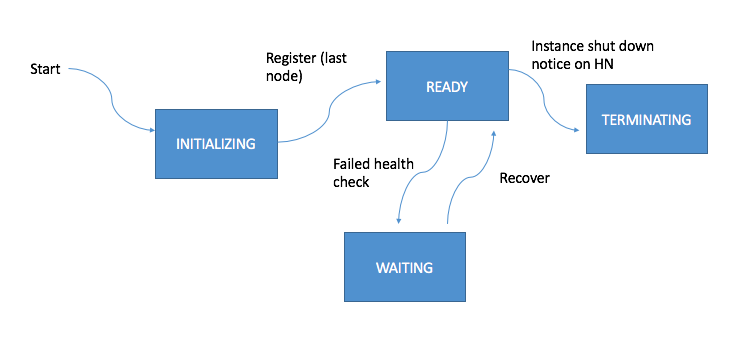 Start
INITIALIZING
Register (last
node)
READY
Instance shut down
notice on HN
TERMINATING
Failed health
check
Recover
WAITING